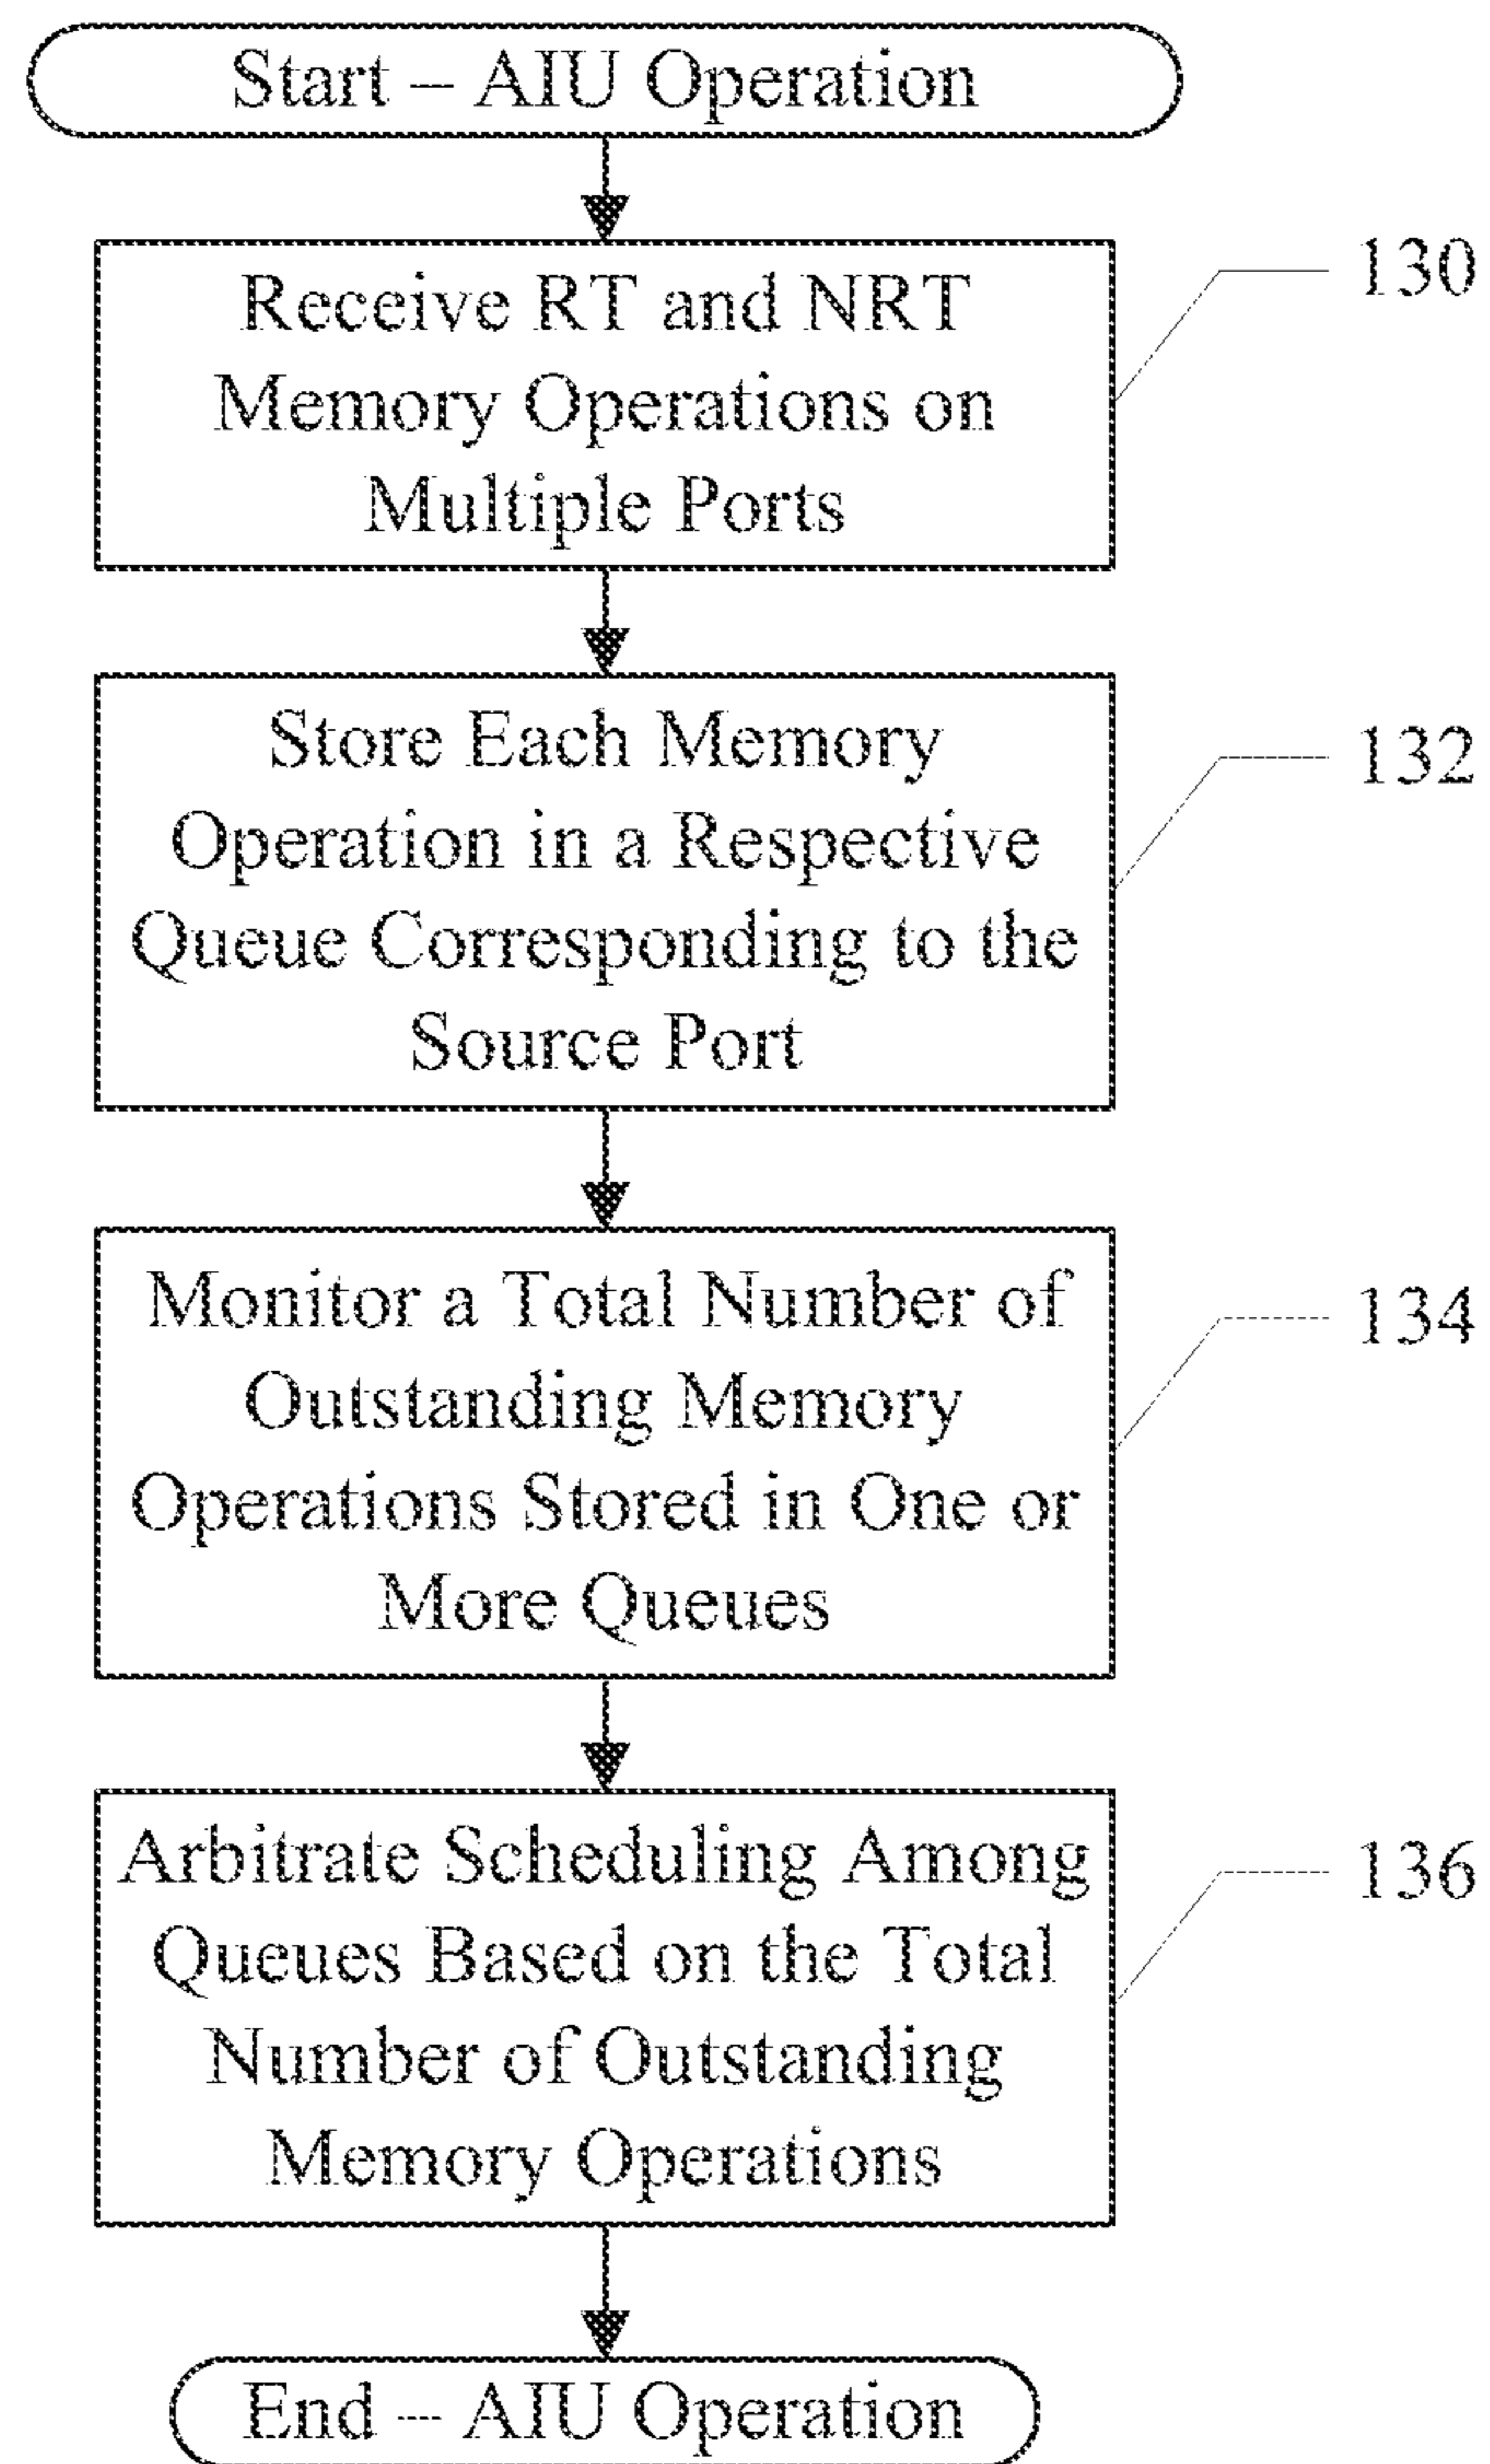 Start – AIU Operation
Receive RT and NRT
Memory Operations on
Multiple Ports
130
Store Each Memory
Operation in a Respective
Queue Corresponding to the
Source Port
132
Monitor a Total Number of
Outstanding Memory
Operations Stored in One or
More Queues
134
Arbitrate Scheduling Among
Queues Based on the Total
Number of Outstanding
Memory Operations
136
End – AIU Operation